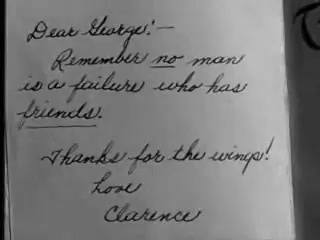 Dear George:—
Remember no man
is a failure who has
friends.
Thanks for the wings!
Love
Clarence